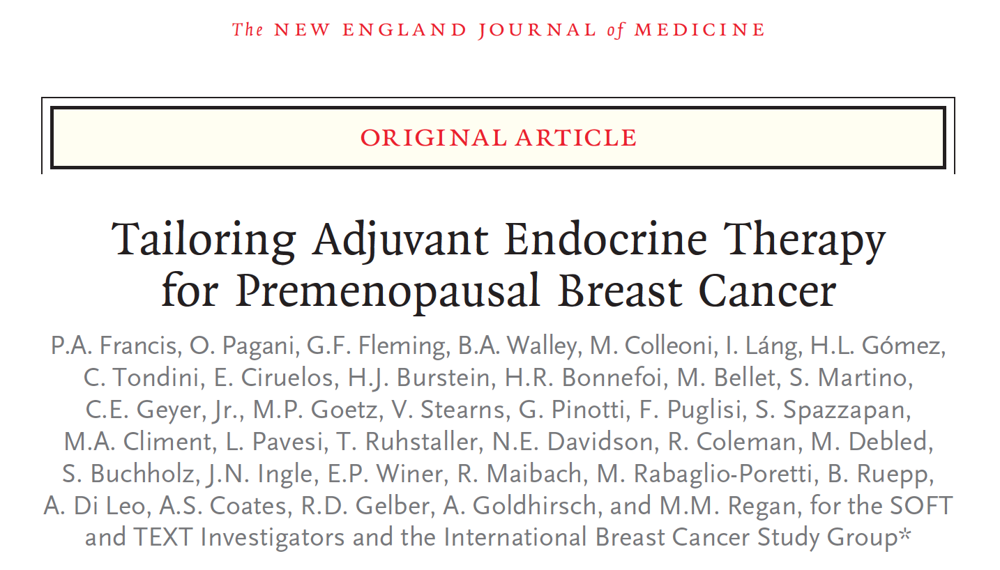 The NEW ENGLAND JOURNAL of MEDICINE
ORIGINAL ARTICLE
Tailoring Adjuvant Endocrine Therapy
for Premenopausal Breast Cancer
P.A. Francis, O. Pagani, G.F. Fleming, B.A. Walley, M. Colleoni, I. Láng, H.L. Gómez,
C. Tondini, E. Ciruelos, H.J. Burstein, H.R. Bonnefoi, M. Bellet, S. Martino,
C.E. Geyer, Jr., M.P. Goetz, V. Stearns, G. Pinotti, F. Puglisi, S. Spazzapan,
M.A. Climent, L. Pavesi, T. Ruhstaller, N.E. Davidson, R. Coleman, M. Debled,
S. Buchholz, J.N. Ingle, E.P. Winer, R. Maibach, M. Rabaglio-Poretti, B. Ruepp,
A. Di Leo, A.S. Coates, R.D. Gelber, A. Goldhirsch, and M.M. Regan, for the SOFT
and TEXT Investigators and the International Breast Cancer Study Group*